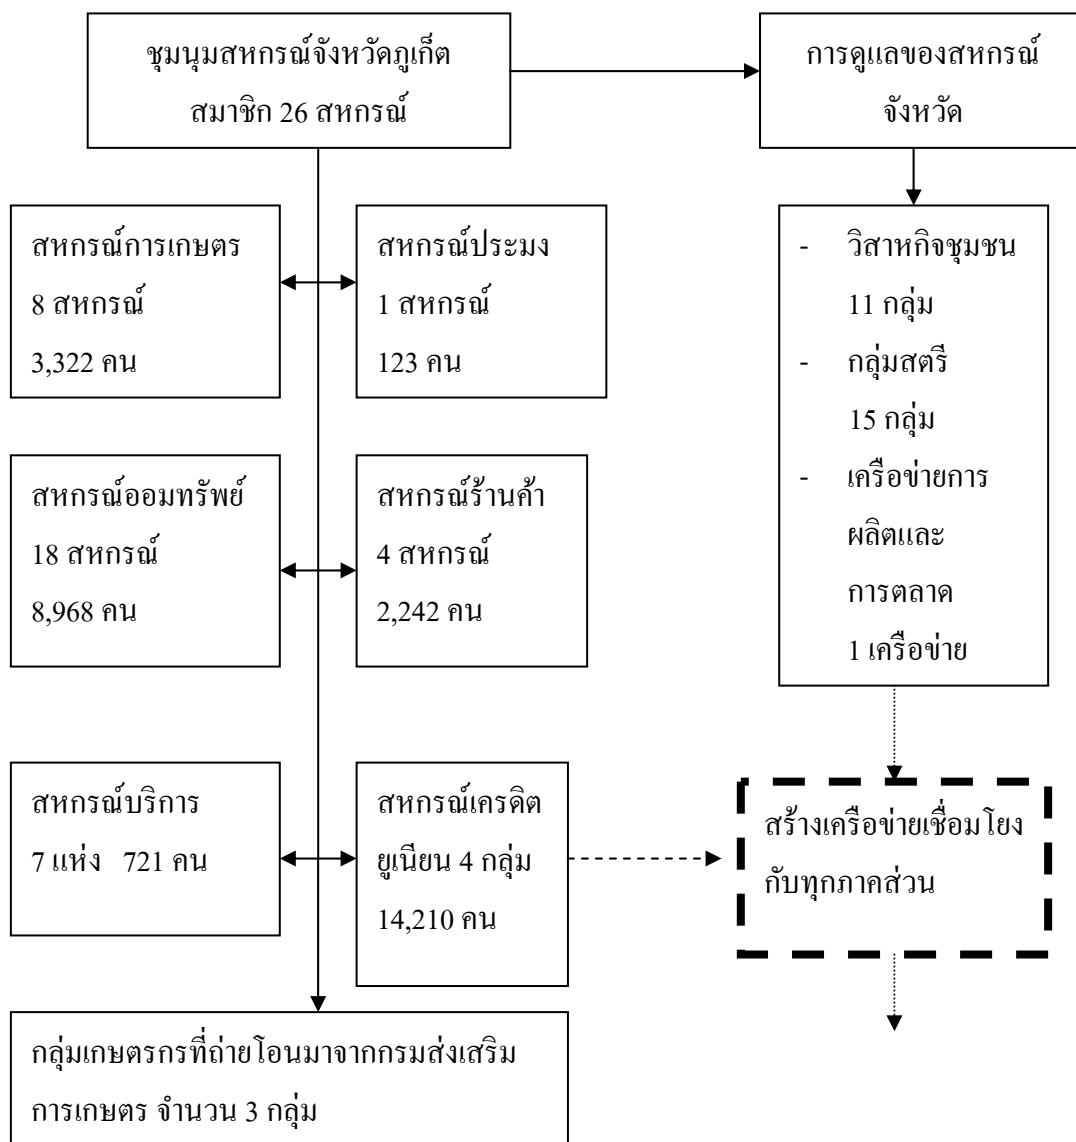 ชุมนุมสหกรณ์จังหวัดภูเก็ต
สมาชิก 26 สหกรณ์
การดูแลของสหกรณ์
จังหวัด
สหกรณ์การเกษตร
8 สหกรณ์
3,322 คน
สหกรณ์ประมง
1 สหกรณ์
123 คน
- วิสาหกิจชุมชน
11 กลุ่ม
- กลุ่มสตรี
15 กลุ่ม
- เครือข่ายการ
ผลิตและ
การตลาด
1 เครือข่าย
สหกรณ์ออมทรัพย์
18 สหกรณ์
8,968 คน
สหกรณ์ร้านค้า
4 สหกรณ์
2,242 คน
สหกรณ์บริการ
7 แห่ง 721 คน
สหกรณ์เครดิต
ยูเนียน 4 กลุ่ม
14,210 คน
สร้างเครือข่ายเชื่อมโยง
กับทุกภาคส่วน
กลุ่มเกษตรกรที่ถ่ายโอนมาจากกรมส่งเสริม
การเกษตร จำนวน 3 กลุ่ม